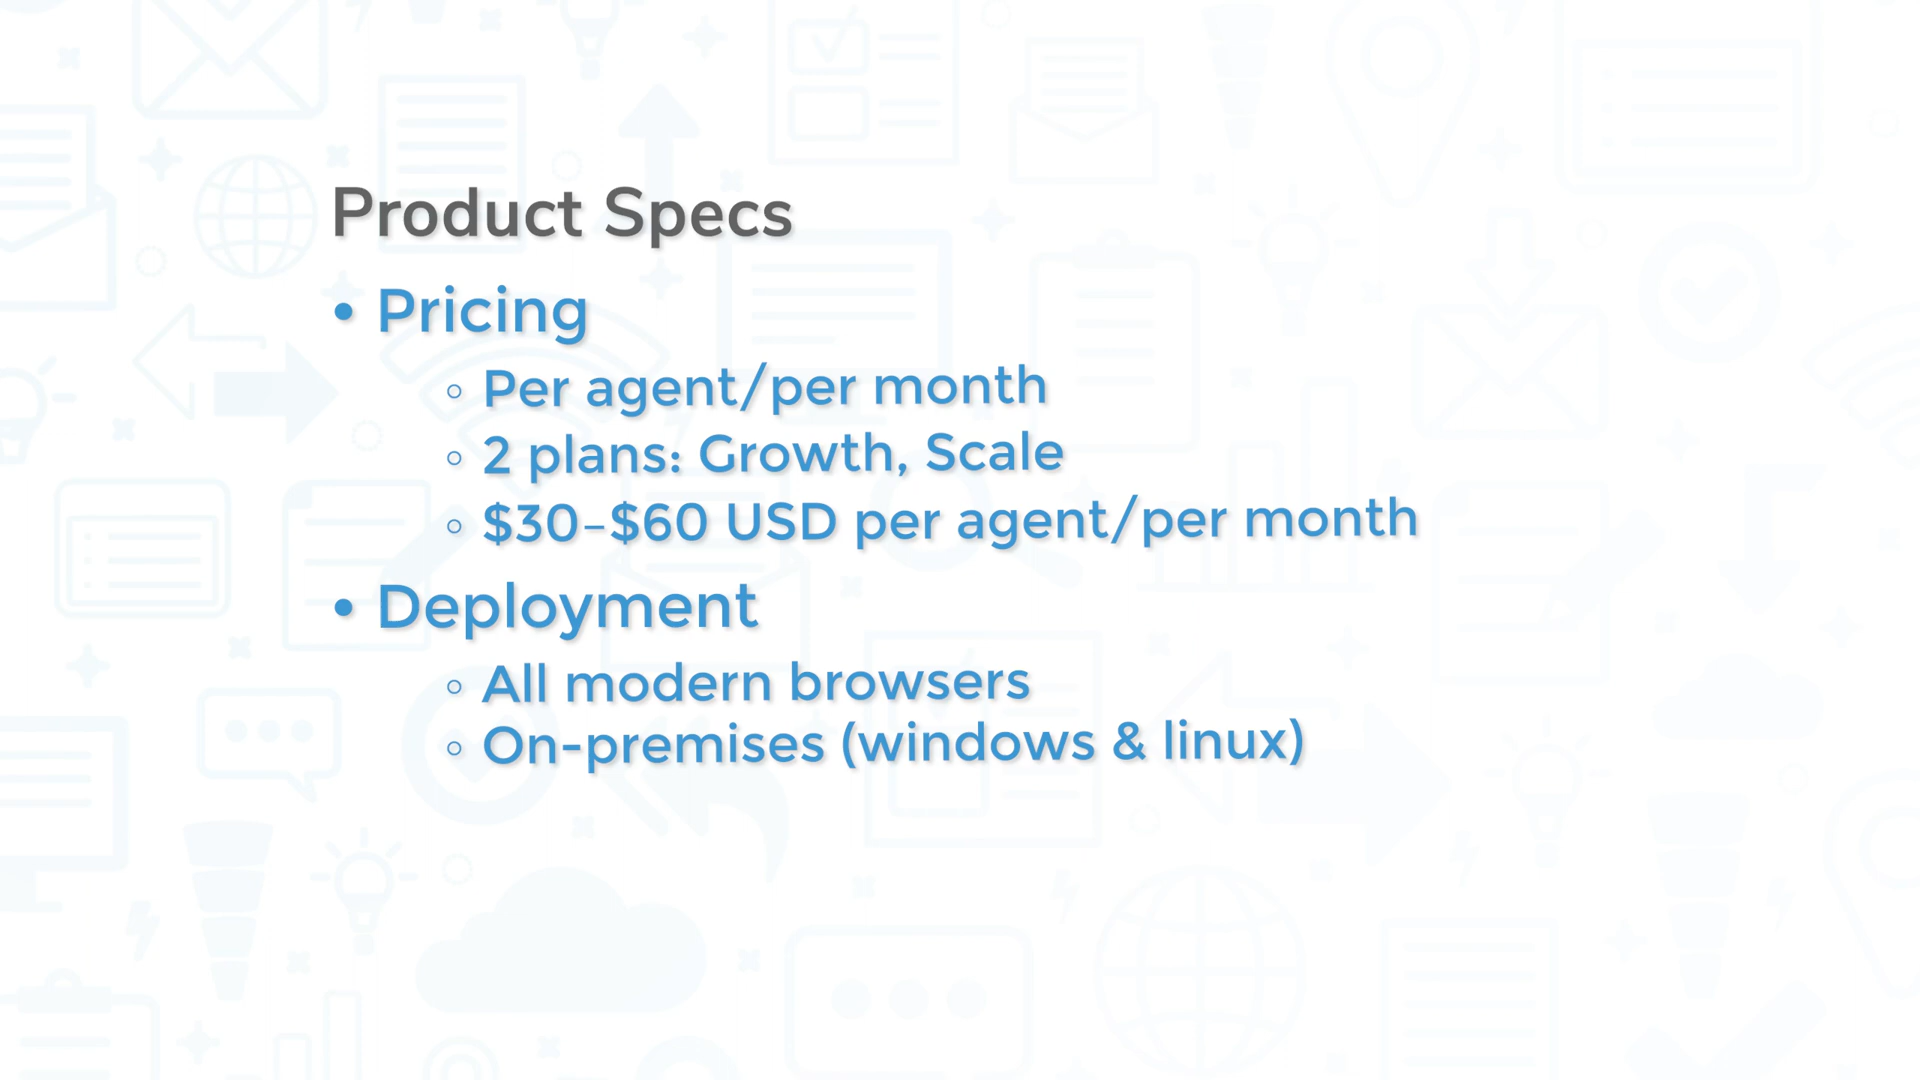 Product Specs
• Pricing
◦ Per agent/per month
◦ 2 plans: Growth, Scale
◦ $30–$60 USD per agent/per month
• Deployment
◦ All modern browsers
◦ On-premises (windows & linux)